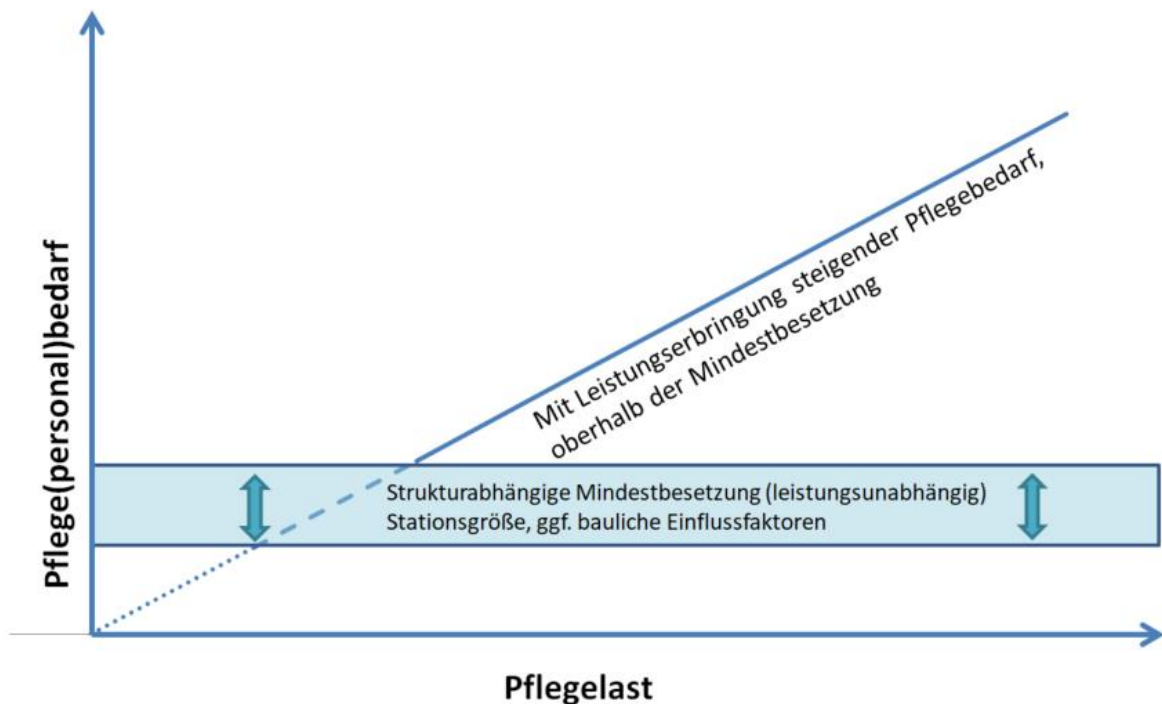 Pflege(personal)bedarf
Mit Leistungserbringung steigender Pflegebedarf,
oberhalb der Mindestbesetzung
Strukturabhängige Mindestbesetzung (leistungsunabhängig)
Stationsgröße, ggf. bauliche Einflussfaktoren
Pflegelast